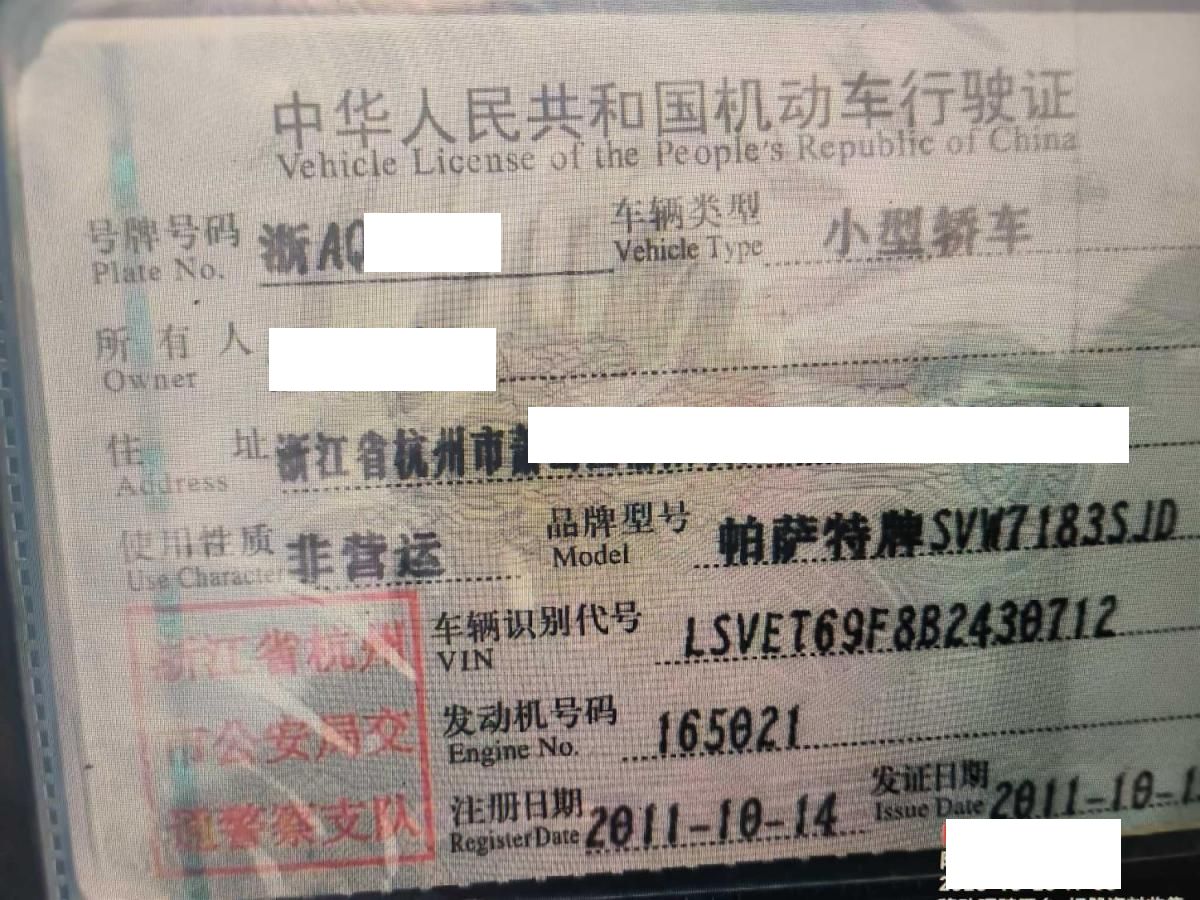 中华人民共和国机动车行驶证
Vehicle License of the People's Republic of China
号牌号码 浙AQ 车辆类型 小型轿车
Plate No. Vehicle Type
所有人
Owner
住址 浙江省杭州市
Address
使用性质 非营运 品牌型号 帕萨特牌SVW7183SJD
Use Character Model
浙江省杭州 车辆识别代号 LSVET69F8B2430712
VIN
市公安局交 发动机号码 165021
Engine No.
通警察支队 注册日期 2011-10-14 发证日期 2011-10-1
Register Date Issue Date